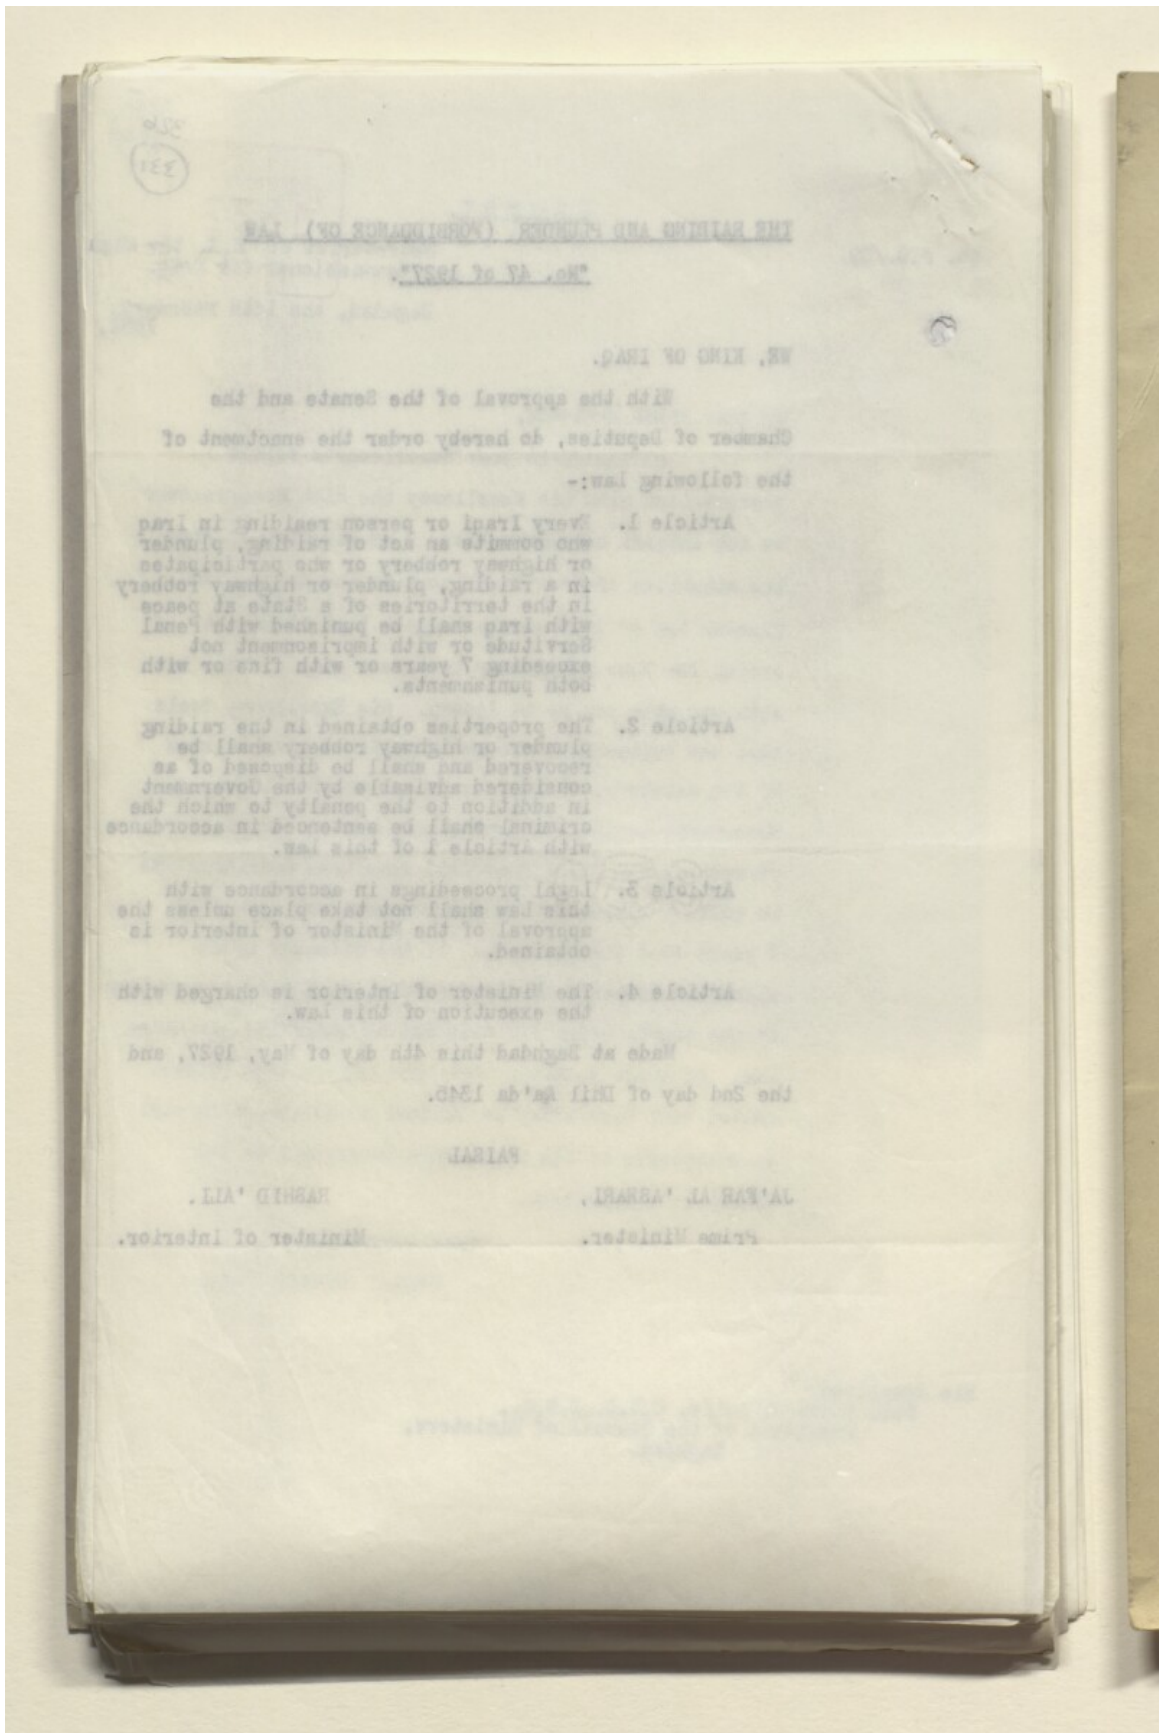 326
331
THE RAIDING AND PLUNDER (FORBIDDANCE OF) LAW
"No. 47 of 1927".
WE, KING OF IRAQ.
With the approval of the Senate and the
Chamber of Deputies, do hereby order the enactment of
the following law:-
Article 1. Every Iraqi or person residing in Iraq
who commits an act of raiding, plunder
or highway robbery or who participates
in a raiding, plunder or highway robbery
in the territories of a State at peace
with Iraq shall be punished with Penal
Servitude or with imprisonment not
exceeding 7 years or with fine or with
both punishments.
Article 2. The properties obtained in the raiding
plunder or highway robbery shall be
recovered and shall be disposed of as
considered advisable by the Government
in addition to the penalty to which the
criminal shall be sentenced in accordance
with Article 1 of this Law.
Article 3. Legal proceedings in accordance with
this Law shall not take place unless the
approval of the Minister of Interior is
obtained.
Article 4. The Minister of Interior is charged with
the execution of this Law.
Made at Baghdad this 4th day of May, 1927, and
the 2nd day of Dhil Qa'da 1345.
FAISAL
JA'FAR AL 'ASKARI, RASHID 'ALI.
Prime Minister. Minister of Interior.